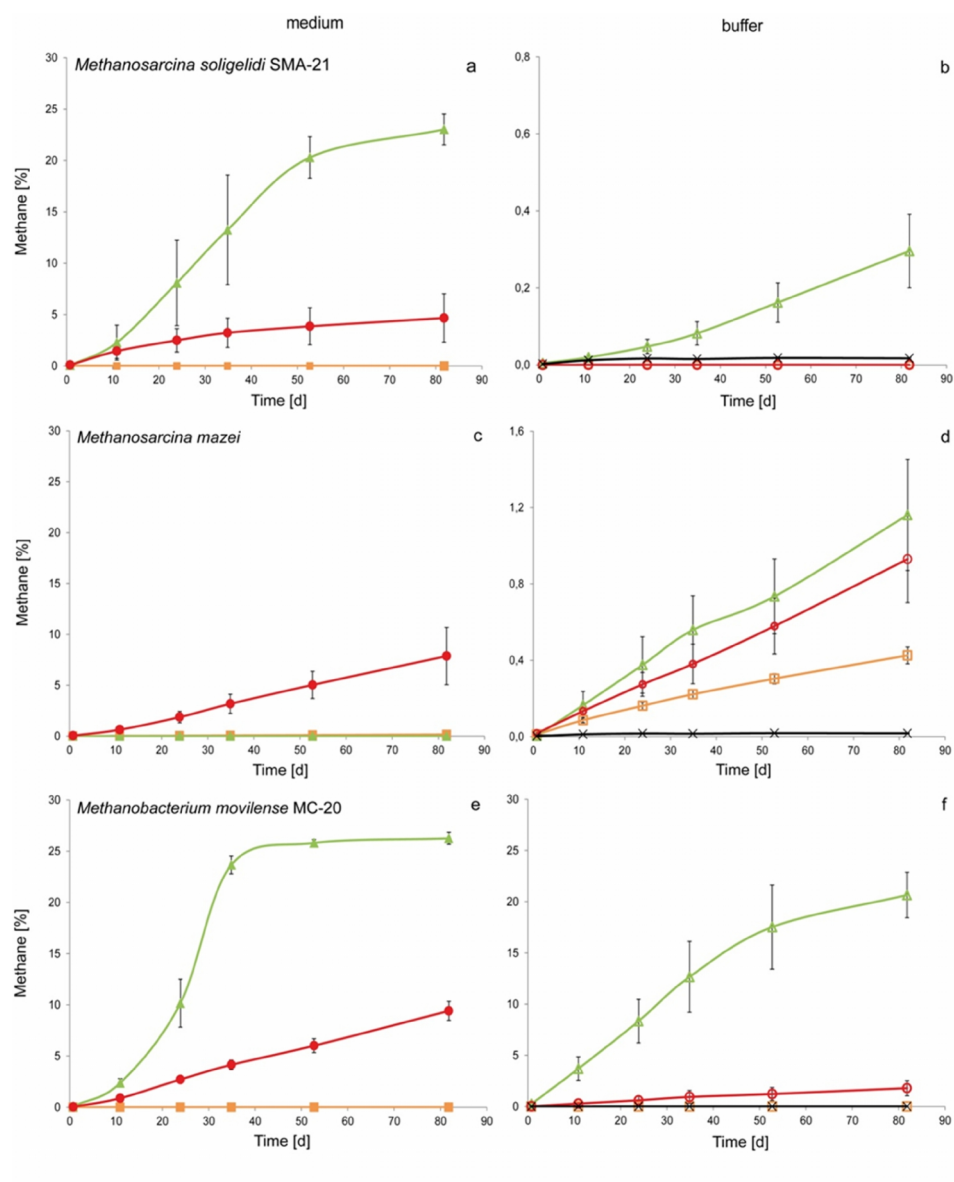 medium
buffer
Methanosarcina soligelidi SMA-21
a
30
25
20
15
10
5
0
Methane [%]
0 10 20 30 40 50 60 70 80 90
Time [d]
b
0,8
0,6
0,4
0,2
0,0
0 10 20 30 40 50 60 70 80 90
Time [d]
Methanosarcina mazei
c
30
25
20
15
10
5
0
Methane [%]
0 10 20 30 40 50 60 70 80 90
Time [d]
d
1,6
1,2
0,8
0,4
0,0
0 10 20 30 40 50 60 70 80 90
Time [d]
Methanobacterium movilense MC-20
e
30
25
20
15
10
5
0
Methane [%]
0 10 20 30 40 50 60 70 80 90
Time [d]
f
30
25
20
15
10
5
0
0 10 20 30 40 50 60 70 80 90
Time [d]